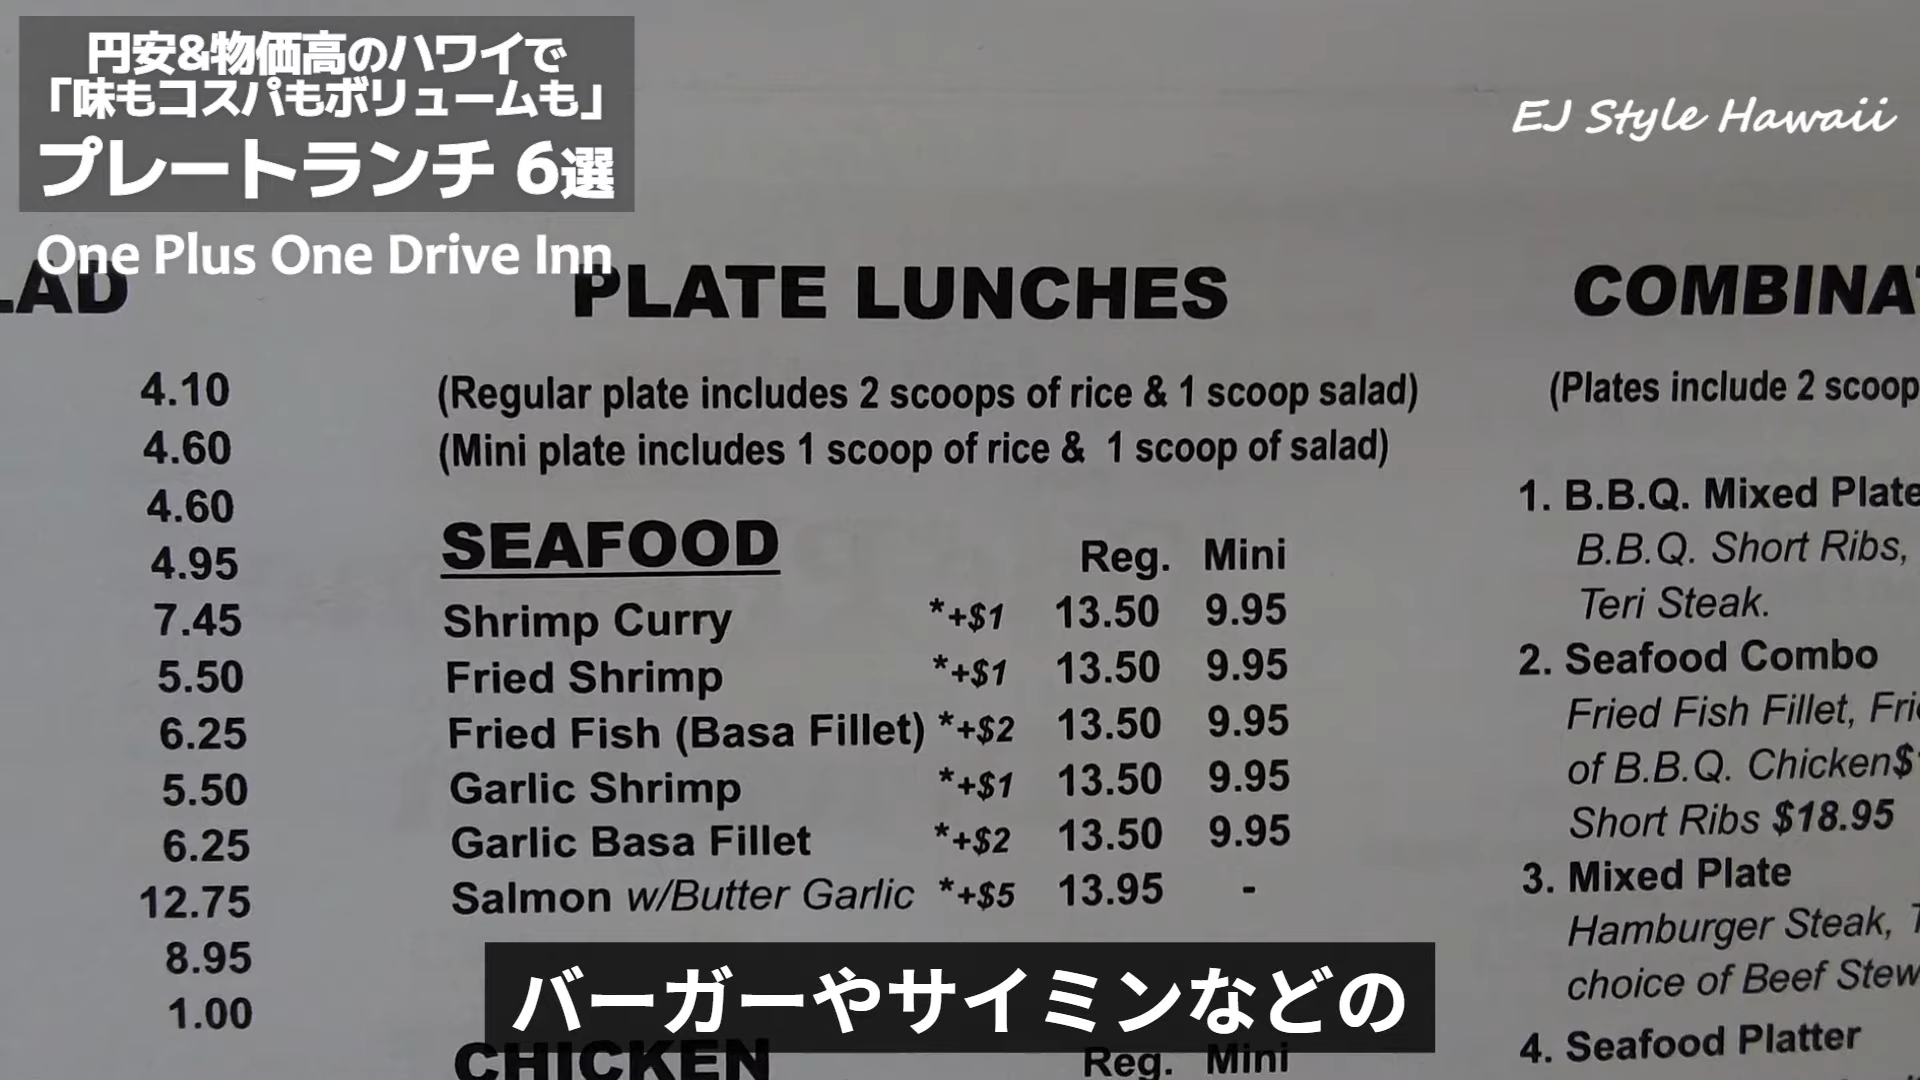 円安&物価高のハワイで
「味もコスパもボリュームも」
プレートランチ 6選
EJ Style Hawaii
One Plus One Drive Inn
LAD
4.10
4.60
4.60
4.95
7.45
5.50
6.25
5.50
6.25
12.75
8.95
1.00
PLATE LUNCHES
(Regular plate includes 2 scoops of rice & 1 scoop salad)
(Mini plate includes 1 scoop of rice & 1 scoop of salad)
SEAFOOD Reg. Mini
Shrimp Curry *+$1 13.50 9.95
Fried Shrimp *+$1 13.50 9.95
Fried Fish (Basa Fillet) *+$2 13.50 9.95
Garlic Shrimp *+$1 13.50 9.95
Garlic Basa Fillet *+$2 13.50 9.95
Salmon w/Butter Garlic *+$5 13.95 -
CHICKEN Reg. Mini
COMBINA
(Plates include 2 scoop
1. B.B.Q. Mixed Plate
B.B.Q. Short Ribs,
Teri Steak.
2. Seafood Combo
Fried Fish Fillet,
of B.B.Q. Chicken
Short Ribs $18.95
3. Mixed Plate
Hamburger Steak,
choice of Beef Stew
4. Seafood Platter
バーガーやサイミンなどの